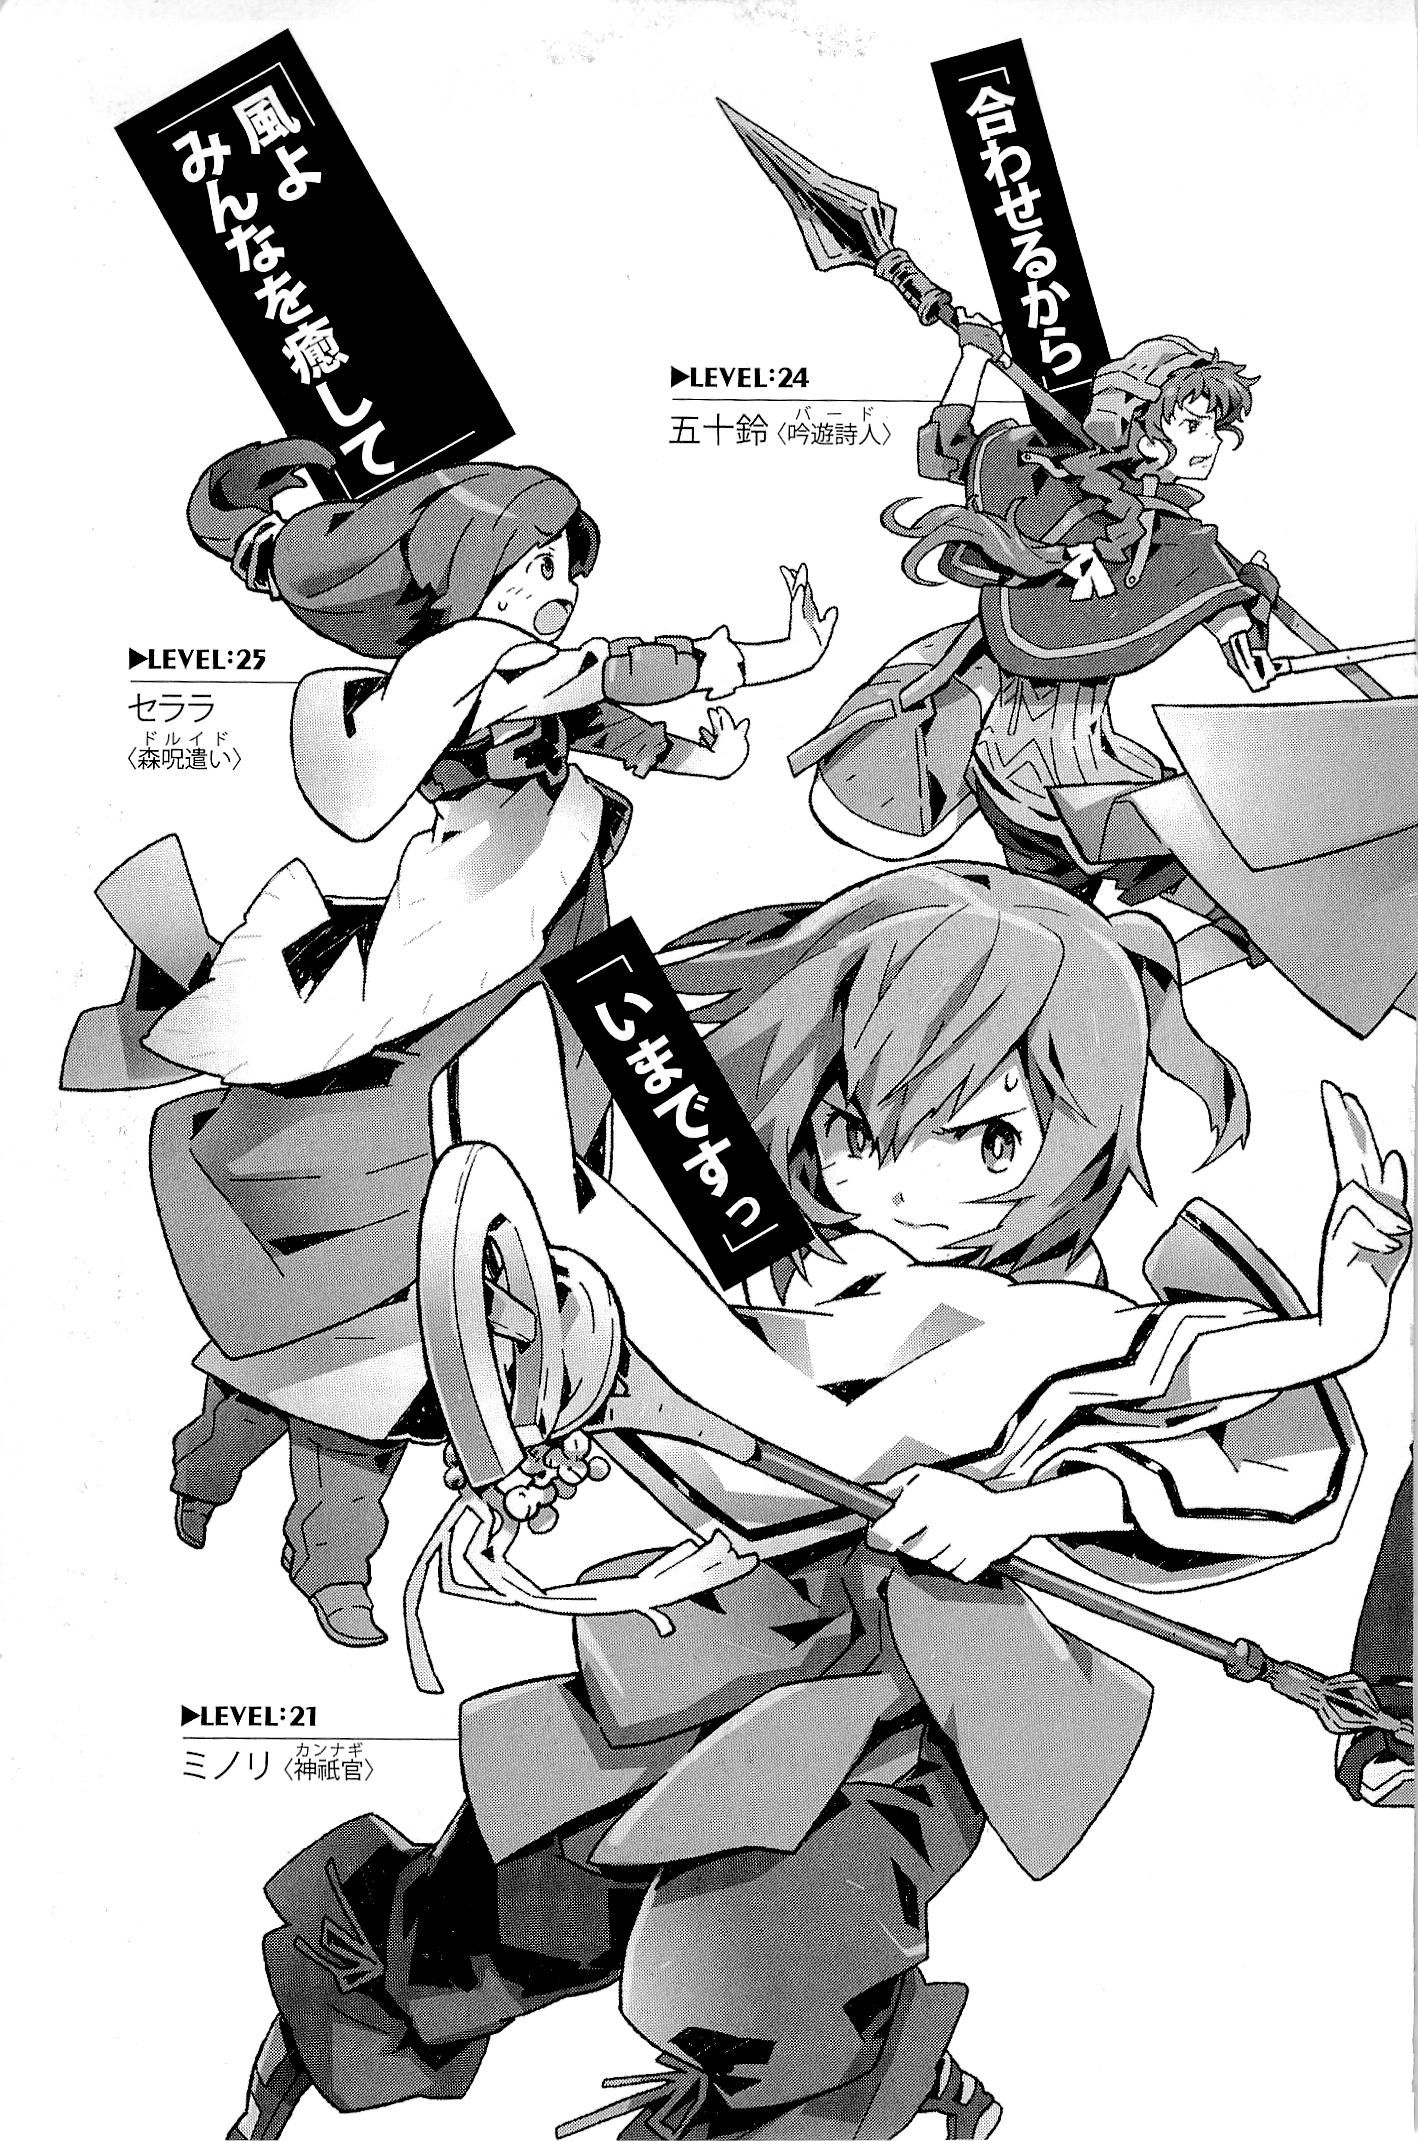 「合わせるから」
▶LEVEL:24
バード
五十鈴〈吟遊詩人〉
「風よ
みんなを癒して」
▶LEVEL:25
セララ
ドルイド
〈森呪遣い〉
「いまですっ」
▶LEVEL:21
カンナギ
ミノリ〈神祇官〉